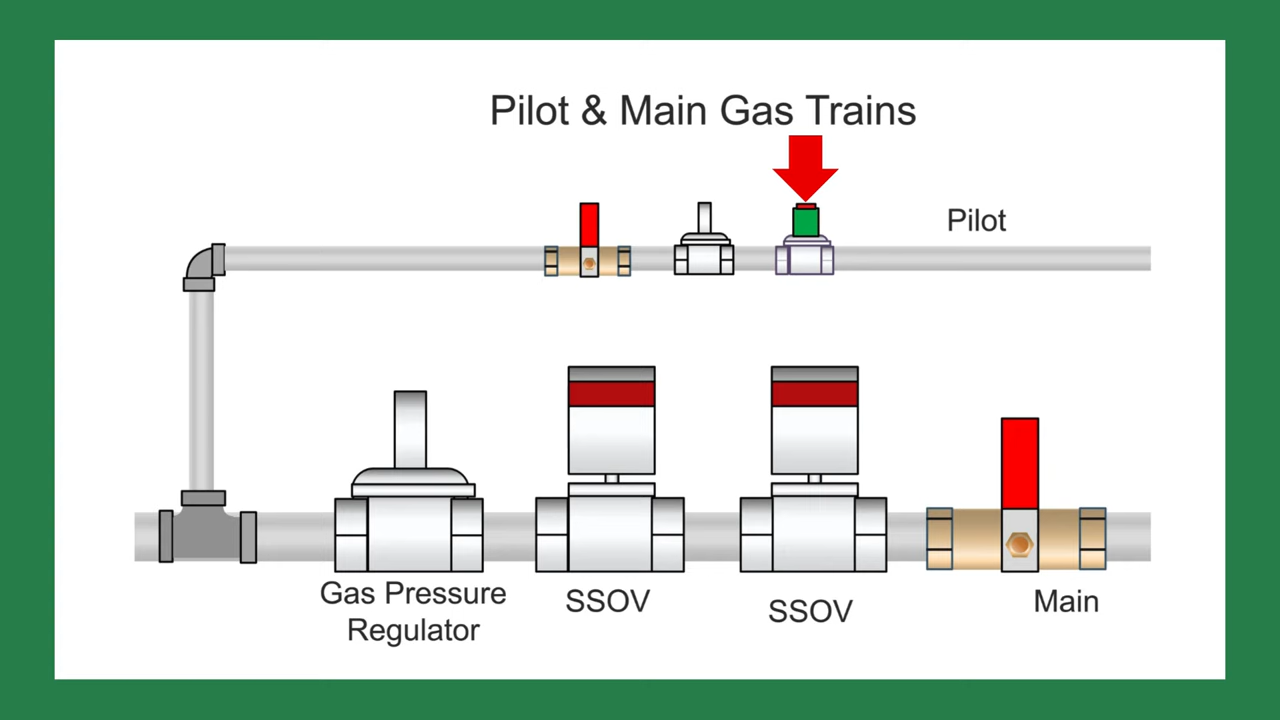 Pilot & Main Gas Trains
Pilot
Gas Pressure
Regulator
SSOV
SSOV
Main